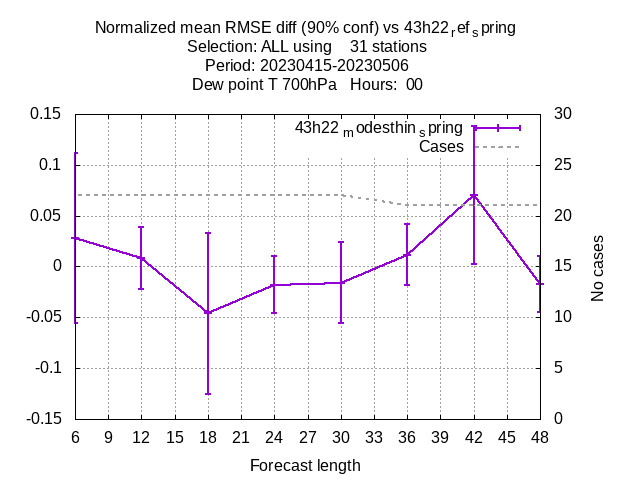 Normalized mean RMSE diff (90% conf) vs 43h22refspring
Selection: ALL using    31 stations
Period: 20230415-20230506
Dew point T 700hPa   Hours:  00
0.15 30
43h22modesthinspring
Cases
0.1 25
0.05 20
0 15
No cases
-0.05 10
-0.1 5
-0.15 0
6 9 12 15 18 21 24 27 30 33 36 39 42 45 48
Forecast length